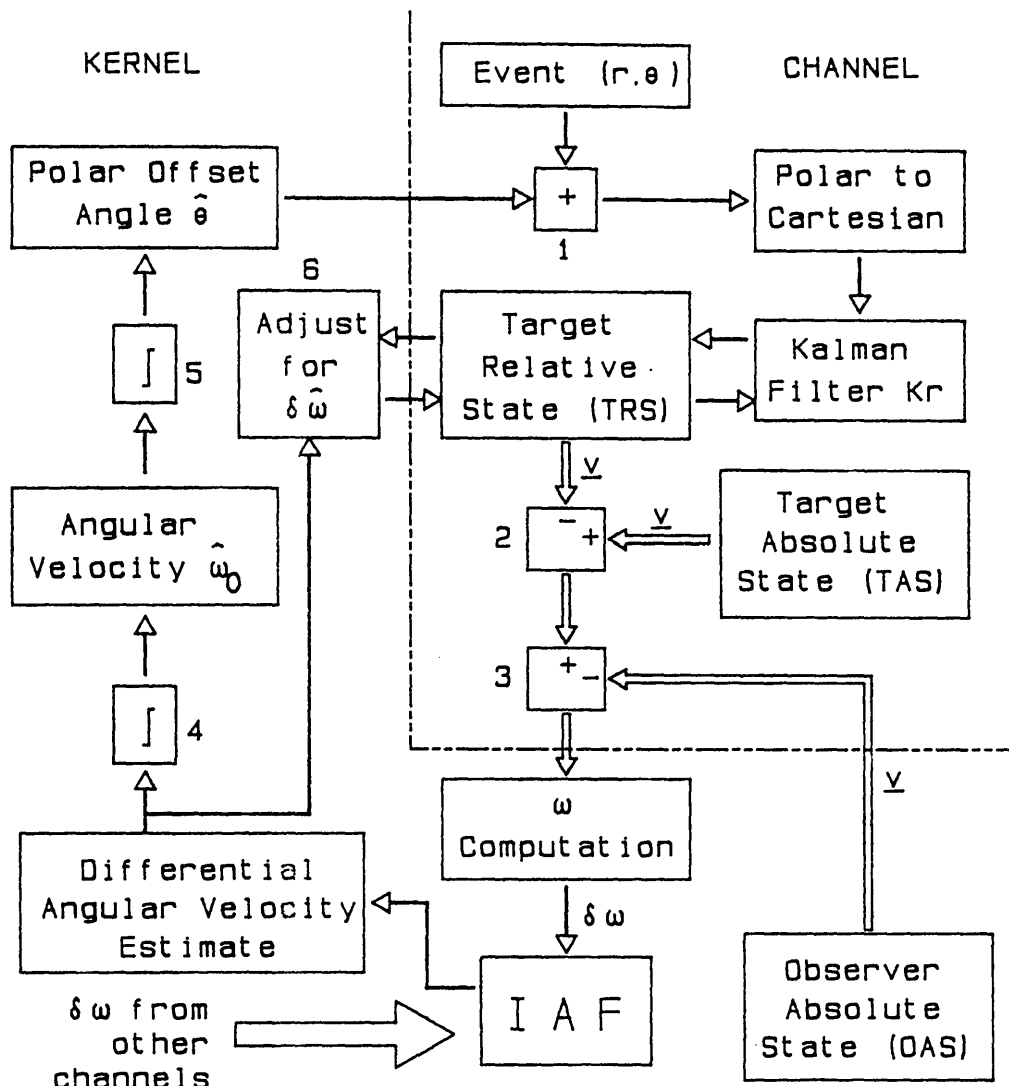 KERNEL
Event (r.θ)
CHANNEL
Polar Offset
Angle θ̂
+
1
Polar to
Cartesian
6
Adjust
for
δω̂
Target
Relative
State (TRS)
Kalman
Filter Kr
∫
5
v
Angular
Velocity ω̂0
2
-
+
v
Target
Absolute
State (TAS)
3
+
-
∫
4
v
ω
Computation
Differential
Angular Velocity
Estimate
δω
IAF
Observer
Absolute
State (OAS)
δω from
other
channels